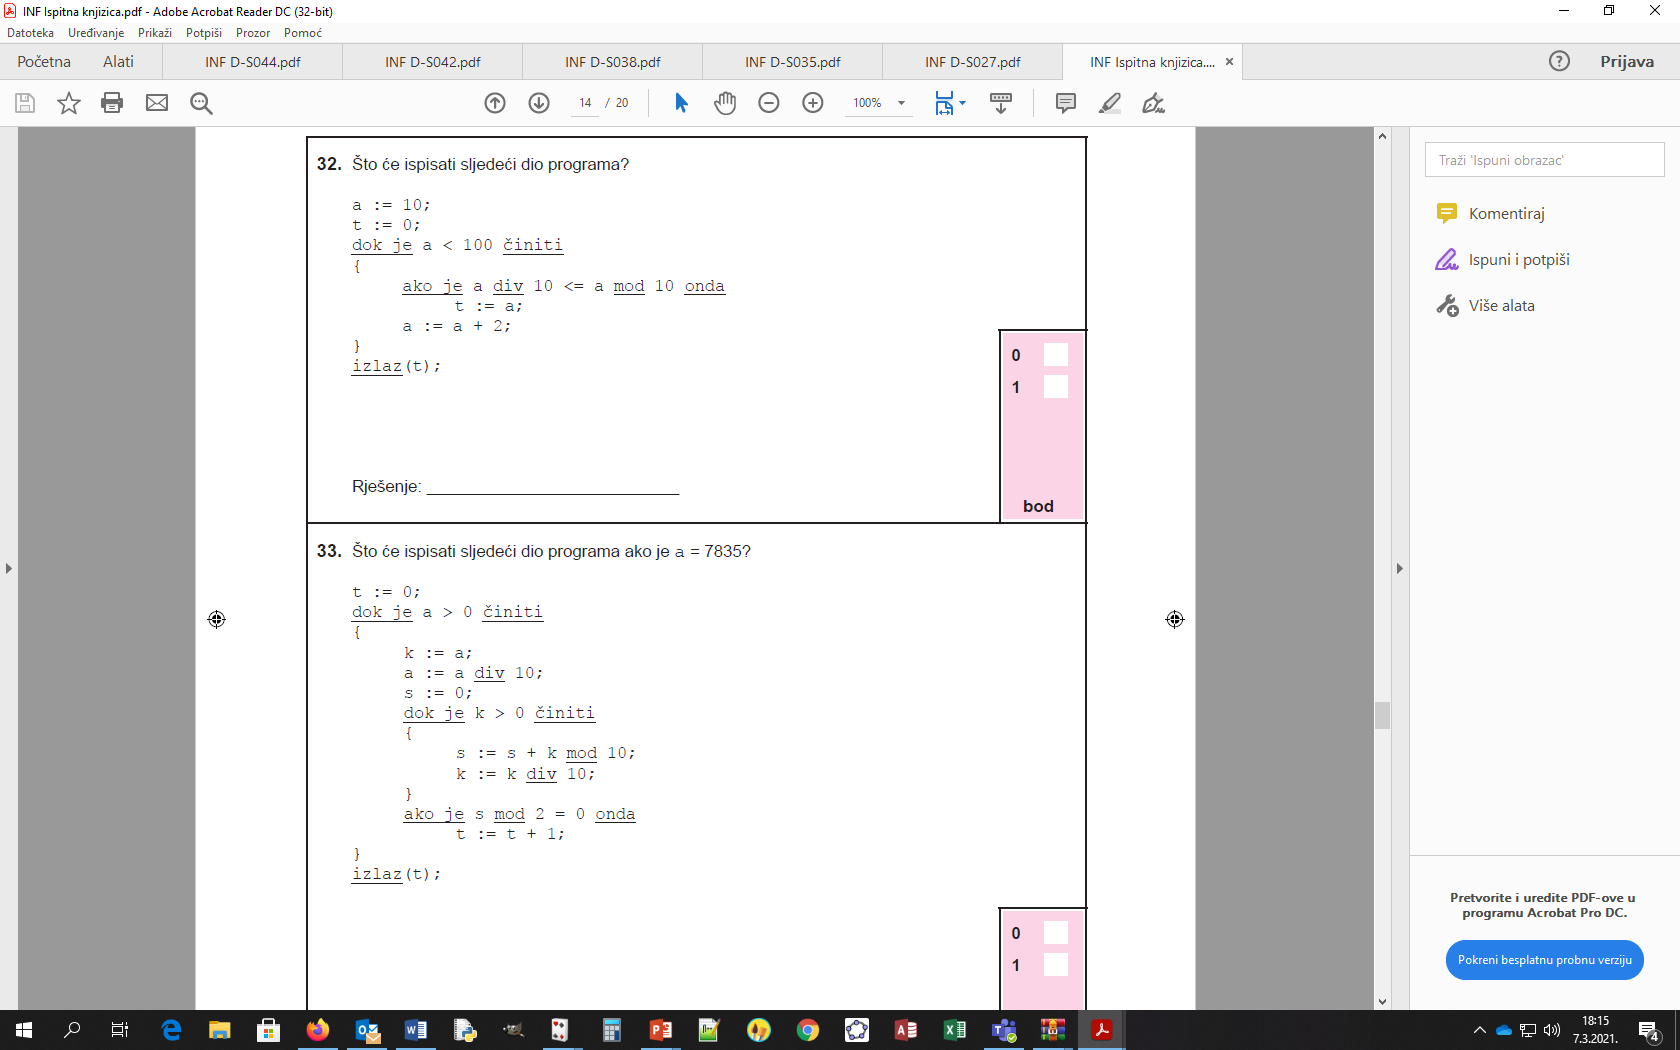 INF Ispitna knjizica.pdf - Adobe Acrobat Reader DC (32-bit)
Datoteka Uređivanje Prikaži Potpiši Prozor Pomoć
Početna Alati INF D-S044.pdf INF D-S042.pdf INF D-S038.pdf INF D-S035.pdf INF D-S027.pdf INF Ispitna knjizica.... × Prijava
14 / 20 100%
32. Što će ispisati sljedeći dio programa?
a := 10;
t := 0;
dok je a < 100 činiti
{
ako je a div 10 <= a mod 10 onda
t := a;
a := a + 2;
}
izlaz(t);
0
1
Rješenje: ____________________
bod
33. Što će ispisati sljedeći dio programa ako je a = 7835?
t := 0;
dok je a > 0 činiti
{
k := a;
a := a div 10;
s := 0;
dok je k > 0 činiti
{
s := s + k mod 10;
k := k div 10;
}
ako je s mod 2 = 0 onda
t := t + 1;
}
izlaz(t);
0
1
Traži 'Ispuni obrazac'
Komentiraj
Ispuni i potpiši
Više alata
Pretvorite i uredite PDF-ove u
programu Acrobat Pro DC.
Pokreni besplatnu probnu verziju
18:15
7.3.2021.
4